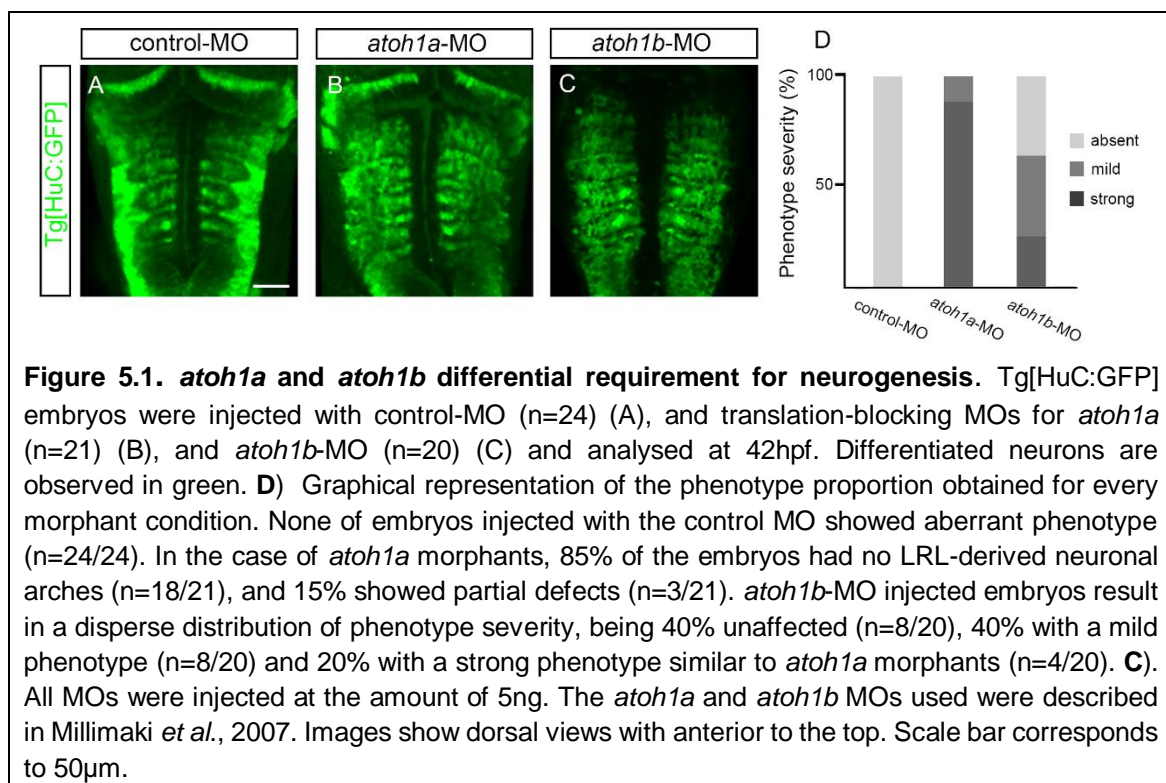 control-MO
atoh1a-MO
atoh1b-MO
D
Tg[HuC:GFP]
A
B
C
Phenotype severity (%)
100
50
absent
mild
strong
control-MO
atoh1a-MO
atoh1b-MO
Figure 5.1. atoh1a and atoh1b differential requirement for neurogenesis. Tg[HuC:GFP]
embryos were injected with control-MO (n=24) (A), and translation-blocking MOs for atoh1a
(n=21) (B), and atoh1b-MO (n=20) (C) and analysed at 42hpf. Differentiated neurons are
observed in green. D) Graphical representation of the phenotype proportion obtained for every
morphant condition. None of embryos injected with the control MO showed aberrant phenotype
(n=24/24). In the case of atoh1a morphants, 85% of the embryos had no LRL-derived neuronal
arches (n=18/21), and 15% showed partial defects (n=3/21). atoh1b-MO injected embryos result
in a disperse distribution of phenotype severity, being 40% unaffected (n=8/20), 40% with a mild
phenotype (n=8/20) and 20% with a strong phenotype similar to atoh1a morphants (n=4/20). C).
All MOs were injected at the amount of 5ng. The atoh1a and atoh1b MOs used were described
in Millimaki et al., 2007. Images show dorsal views with anterior to the top. Scale bar corresponds
to 50µm.